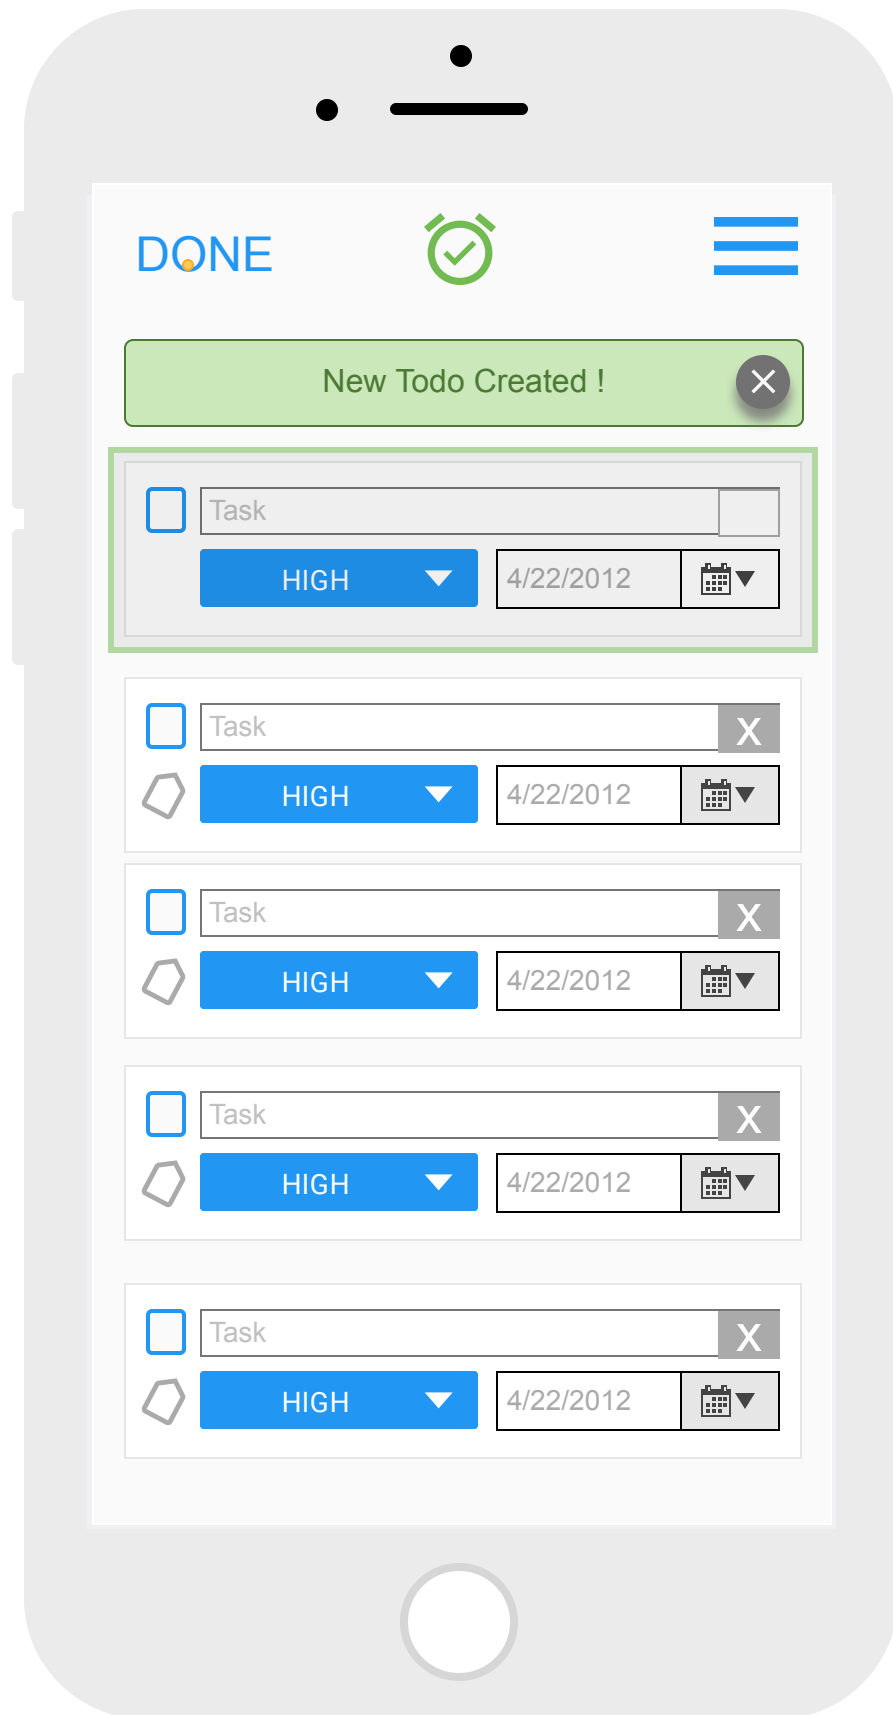 DONE
New Todo Created !
Task
HIGH 4/22/2012
Task X
HIGH 4/22/2012
Task X
HIGH 4/22/2012
Task X
HIGH 4/22/2012
Task X
HIGH 4/22/2012